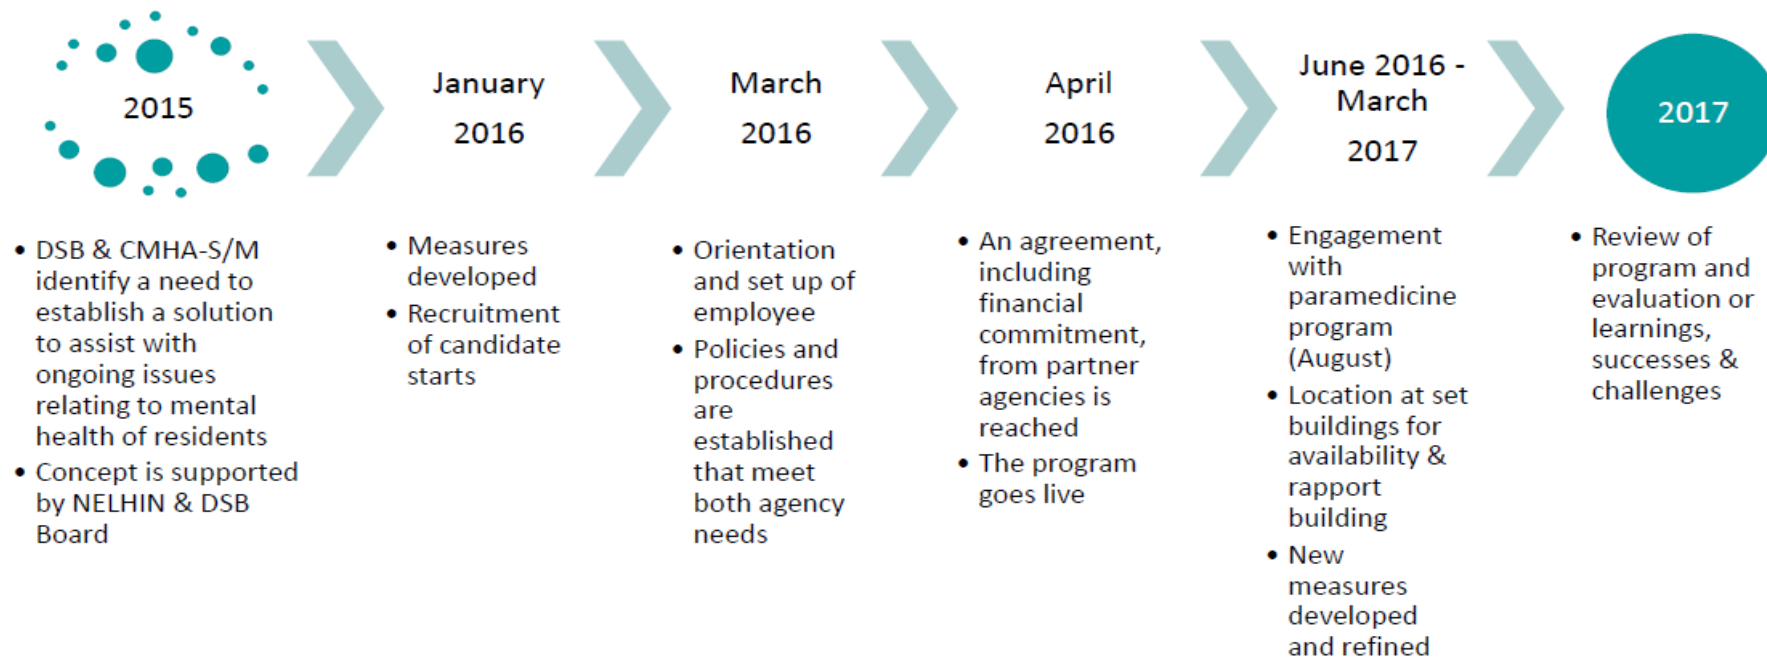 2015
January
2016
March
2016
April
2016
June 2016 -
March
2017
2017
• DSB & CMHA-S/M
identify a need to
establish a solution
to assist with
ongoing issues
relating to mental
health of residents
• Concept is supported
by NELHIN & DSB
Board
• Measures
developed
• Recruitment
of candidate
starts
• Orientation
and set up of
employee
• Policies and
procedures
are
established
that meet
both agency
needs
• An agreement,
including
financial
commitment,
from partner
agencies is
reached
• The program
goes live
• Engagement
with
paramedicine
program
(August)
• Location at set
buildings for
availability &
rapport
building
• New
measures
developed
and refined
• Review of
program and
evaluation or
learnings,
successes &
challenges